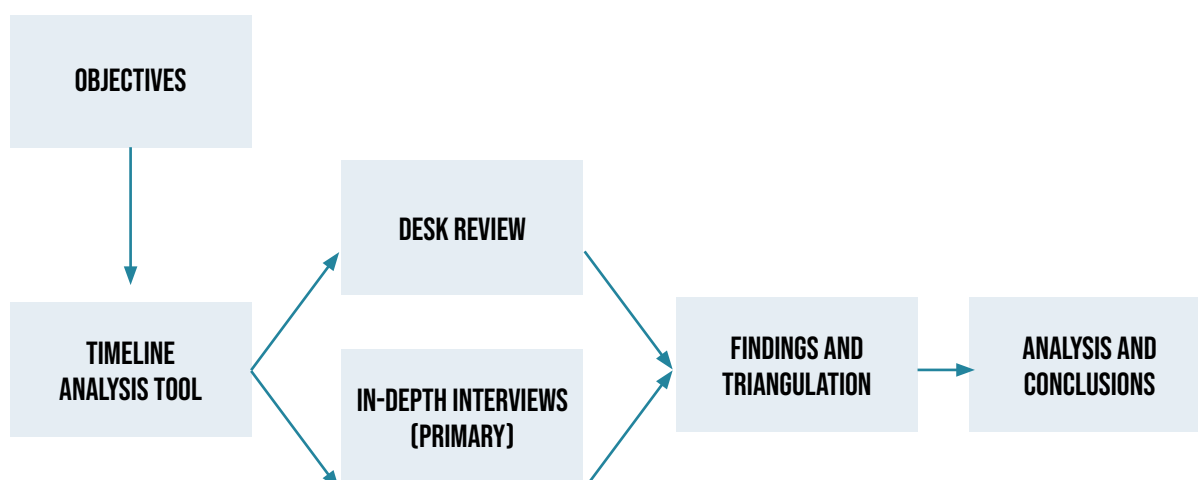 OBJECTIVES
DESK REVIEW
TIMELINE
ANALYSIS TOOL
IN-DEPTH INTERVIEWS
(PRIMARY)
FINDINGS AND
TRIANGULATION
ANALYSIS AND
CONCLUSIONS